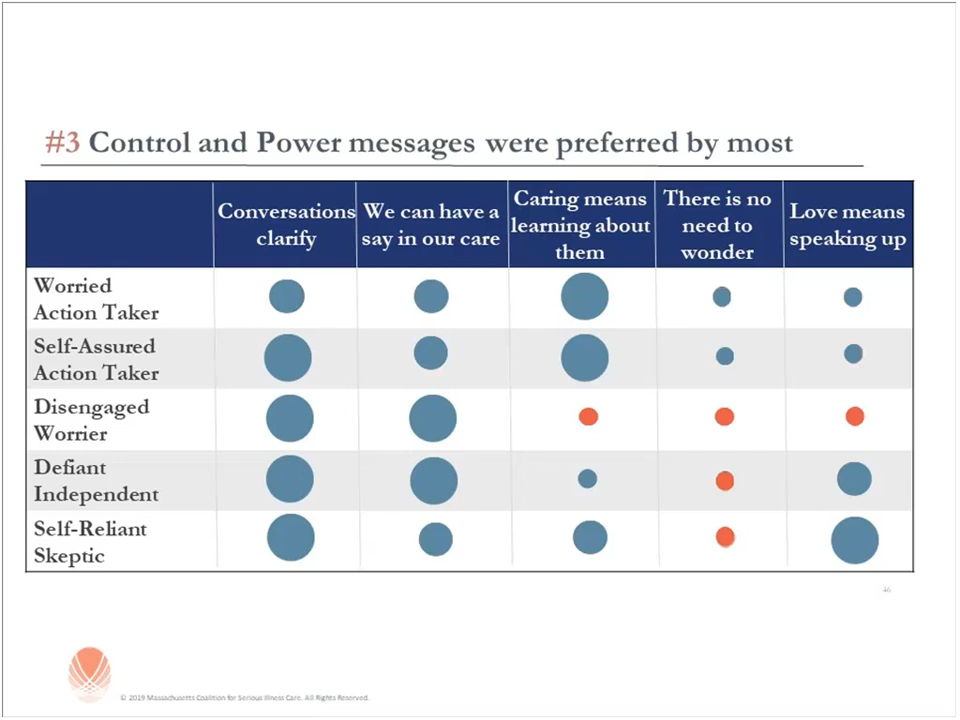 #3 Control and Power messages were preferred by most
Conversations
clarify
We can have a
say in our care
Caring means
learning about
them
There is no
need to
wonder
Love means
speaking up
Worried
Action Taker
Self-Assured
Action Taker
Disengaged
Worrier
Defiant
Independent
Self-Reliant
Skeptic
46
© 2019 Massachusetts Coalition for Serious Illness Care. All Rights Reserved.